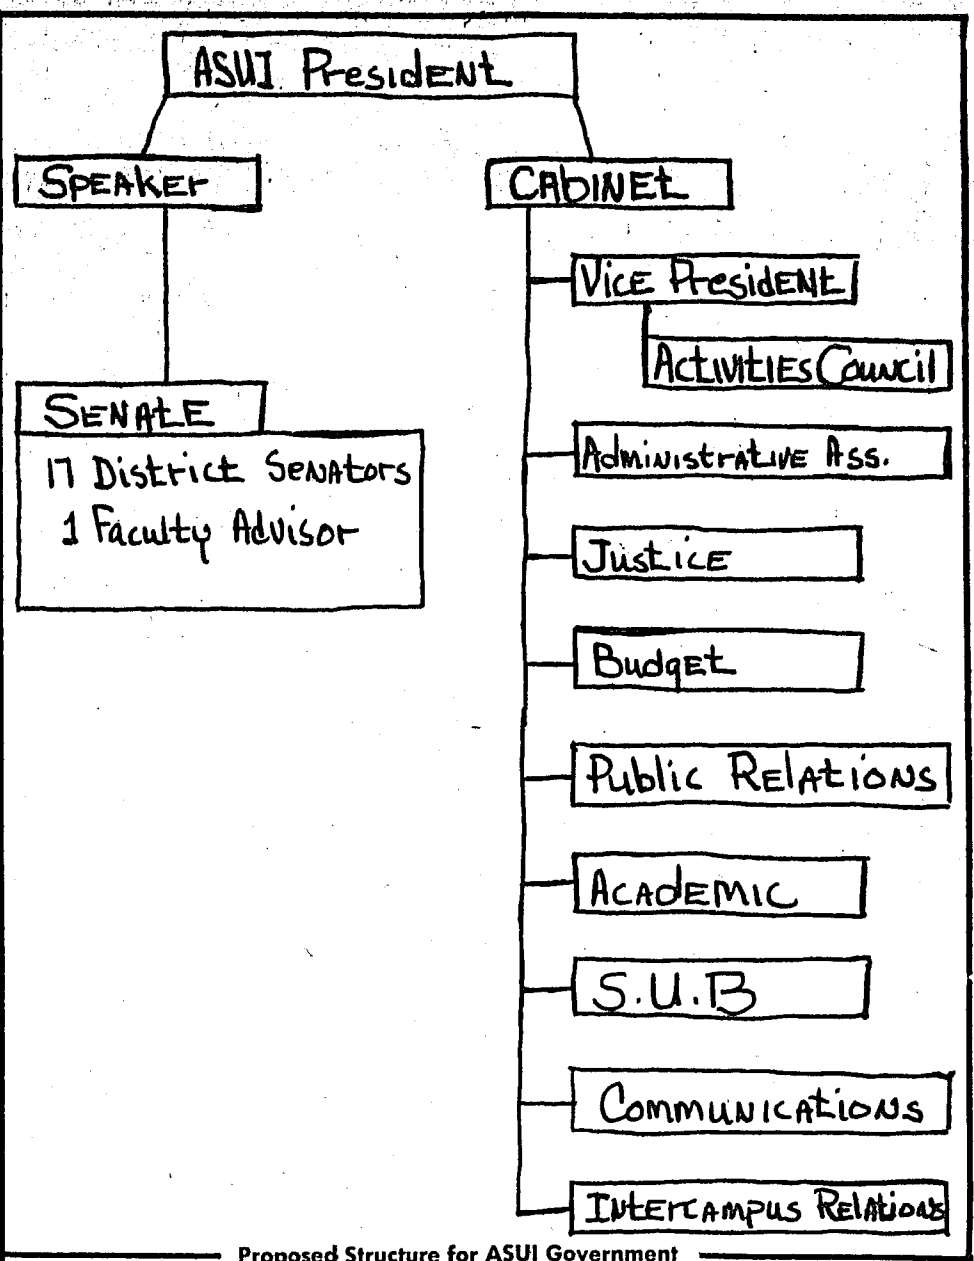 ASUI President
Speaker
Cabinet
Vice President
Activities Council
Senate
17 District Senators
1 Faculty Advisor
Administrative Ass.
Justice
Budget
Public Relations
Academic
S.U.B
Communications
Intercampus Relations
Proposed Structure for ASUI Government